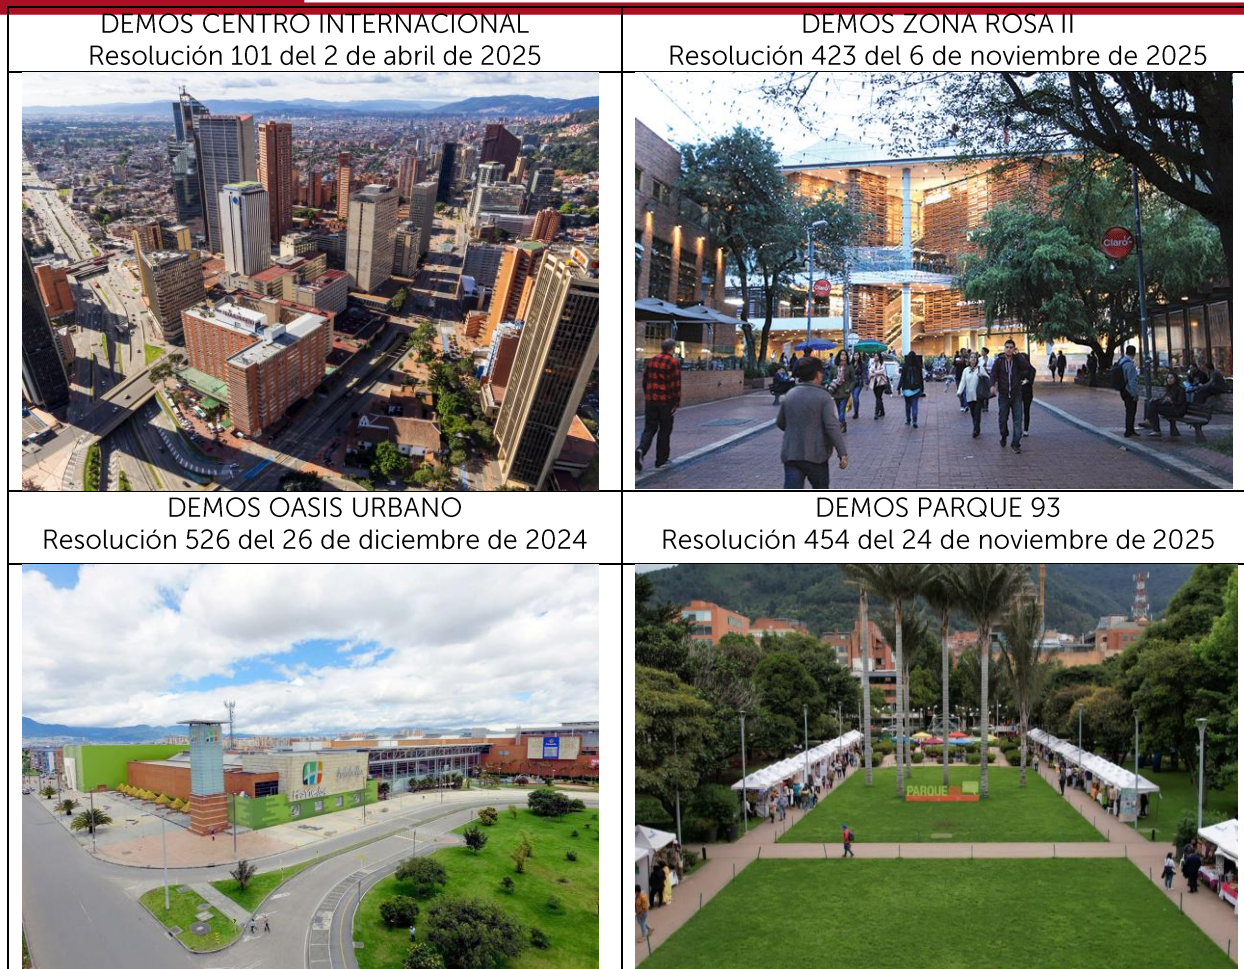 DEMOS CENTRO INTERNACIONAL
Resolución 101 del 2 de abril de 2025
DEMOS ZONA ROSA II
Resolución 423 del 6 de noviembre de 2025
Claro
DEMOS OASIS URBANO
Resolución 526 del 26 de diciembre de 2024
DEMOS PARQUE 93
Resolución 454 del 24 de noviembre de 2025
PARQUE